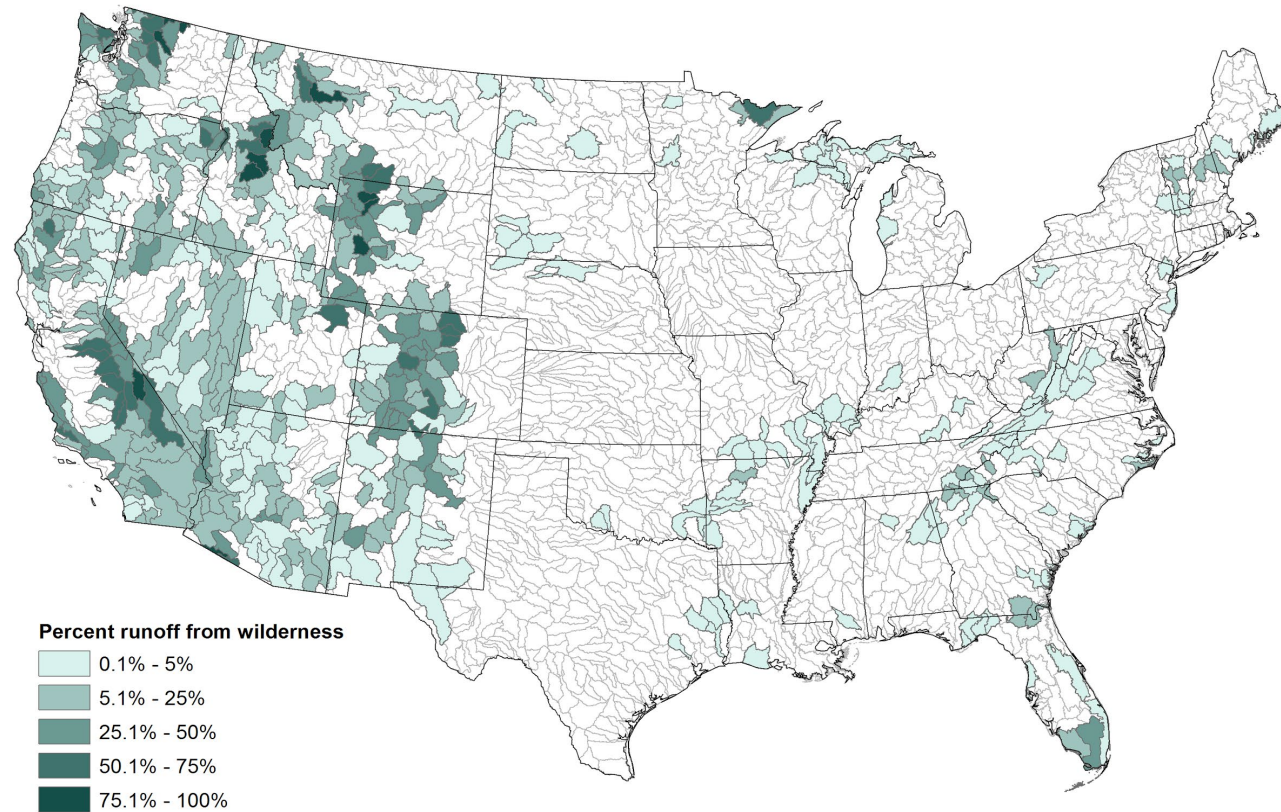 Percent runoff from wilderness
0.1% - 5%
5.1% - 25%
25.1% - 50%
50.1% - 75%
75.1% - 100%